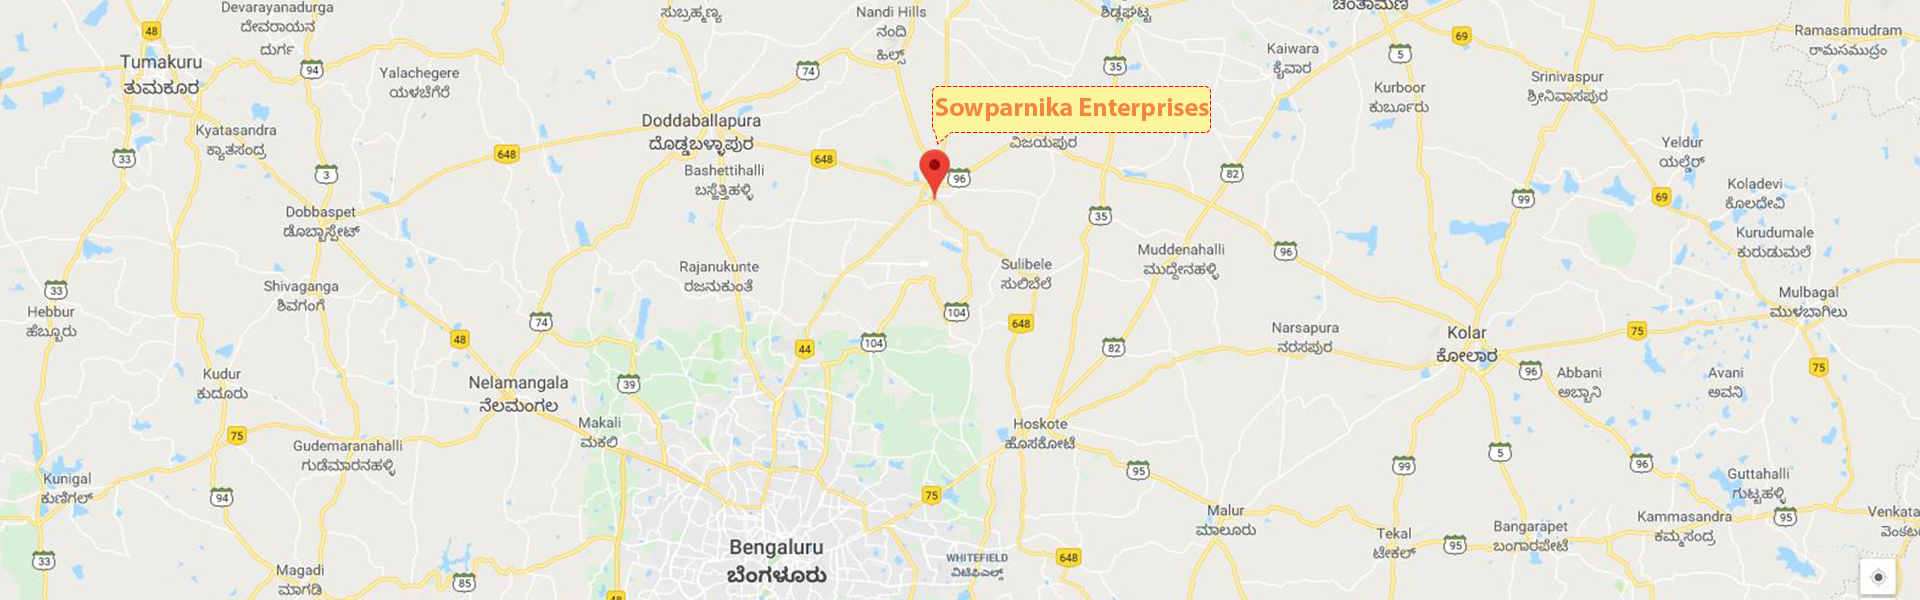 Devarayanadurga
ದೇವರಾಯನ
ದುರ್ಗ
ಸುಬ್ರಹ್ಮಣ್ಯ
Nandi Hills
ನಂದಿ
ಹಿಲ್ಸ್
ಶಿಡ್ಲಘಟ್ಟ
ಚಿಂತಾಮಣಿ
48
69
Ramasamudram
ರಾಮಸಮುದ್ರಂ
Tumakuru
ತುಮಕೂರ
94
Yalachegere
ಯಳಚೆಗೆರೆ
74
35
Kaiwara
ಕೈವಾರ
5
Kurboor
ಕುರ್ಬೂರು
Srinivaspur
ಶ್ರೀನಿವಾಸಪುರ
Sowparnika Enterprises
Kyatasandra
ಕ್ಯಾತಸಂದ್ರ
Doddaballapura
ದೊಡ್ಡಬಳ್ಳಾಪುರ
ವಿಜಯಪುರ
33
648
648
96
82
3
Bashettihalli
ಬಸ್ಹೆತ್ತಿಹಳ್ಳಿ
Yeldur
ಯಲ್ದೆರ್
99
69
Koladevi
ಕೊಲದೇವಿ
Dobbaspet
ಡೊಬ್ಬಾಸ್ಪೇಟ್
35
Kurudumale
ಕುರುಡುಮಲೆ
Muddenahalli
ಮುದ್ದೇನಹಳ್ಳಿ
96
Rajanukunte
ರಜನುಕುಂತೆ
Sulibele
ಸುಲಿಬೆಲೆ
33
Shivaganga
ಶಿವಗಂಗೆ
Mulbagal
ಮುಳಬಾಗಿಲು
Hebbur
ಹೆಬ್ಬೂರು
74
104
648
Narsapura
ನರಸಪುರ
Kolar
ಕೋಲಾರ
75
48
44
104
82
Kudur
ಕುದೂರು
Nelamangala
ನೆಲಮಂಗಲ
39
96
Abbani
ಅಬ್ಬಾನಿ
Avani
ಅವನಿ
75
Makali
ಮಕಲಿ
Hoskote
ಹೊಸಕೋಟೆ
75
Gudemaranahalli
ಗುಡೆಮಾರನಹಳ್ಳಿ
5
Kunigal
ಕುಣಿಗಲ್
94
75
95
99
96
Guttahalli
ಗುಟ್ಟಹಳ್ಳಿ
Malur
ಮಾಲೂರು
Kammasandra
ಕಮ್ಮಸಂದ್ರ
95
Venkata
ವೆಂಕಟ
Tekal
ಟೇಕಲ್
95
Bangarapet
ಬಂಗಾರಪೇಟೆ
33
Bengaluru
ಬೆಂಗಳೂರು
WHITEFIELD
ವಿಟೆಫಿಎಲ್ಡ್
648
Magadi
ಮಾಗಡಿ
85
48